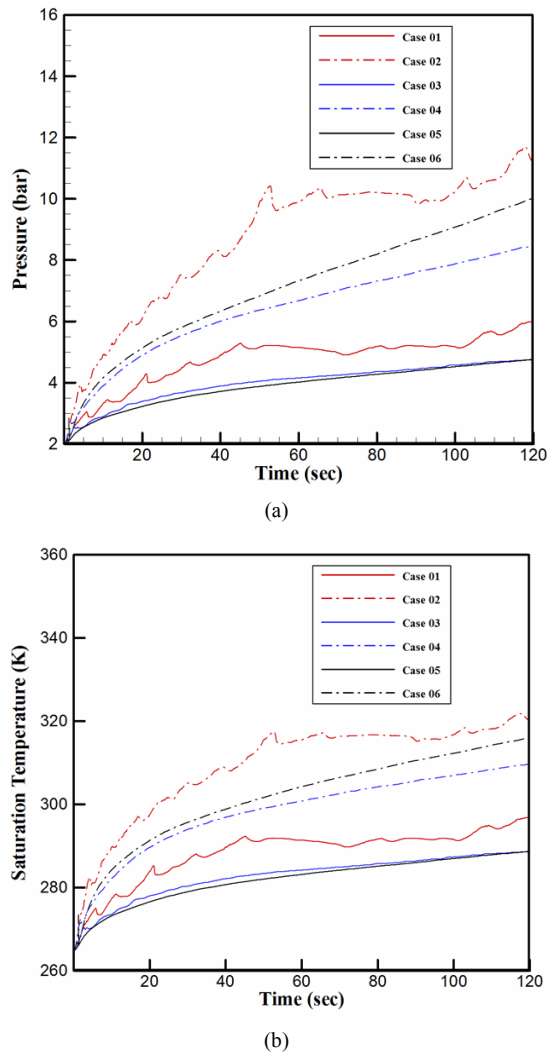 16
14
12
10
8
6
4
2
Pressure (bar)
Case 01
Case 02
Case 03
Case 04
Case 05
Case 06
20 40 60 80 100 120
Time (sec)
(a)
360
340
320
300
280
260
Saturation Temperature (K)
Case 01
Case 02
Case 03
Case 04
Case 05
Case 06
20 40 60 80 100 120
Time (sec)
(b)